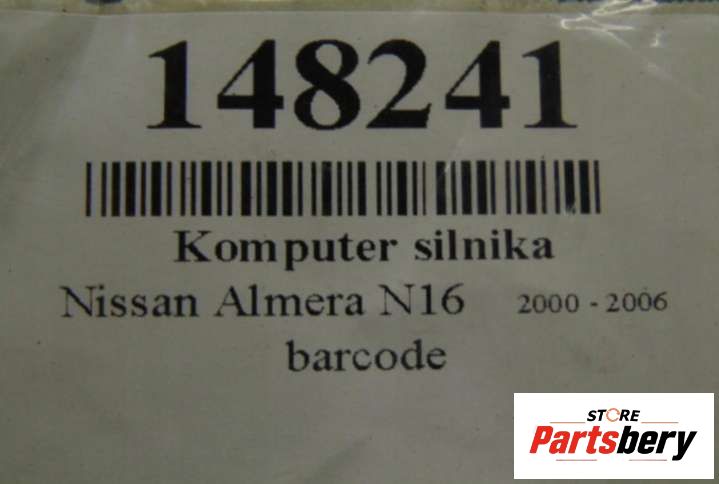 148241
Komputer silnika
Nissan Almera N16 2000 - 2006
barcode
STORE
Partsbery